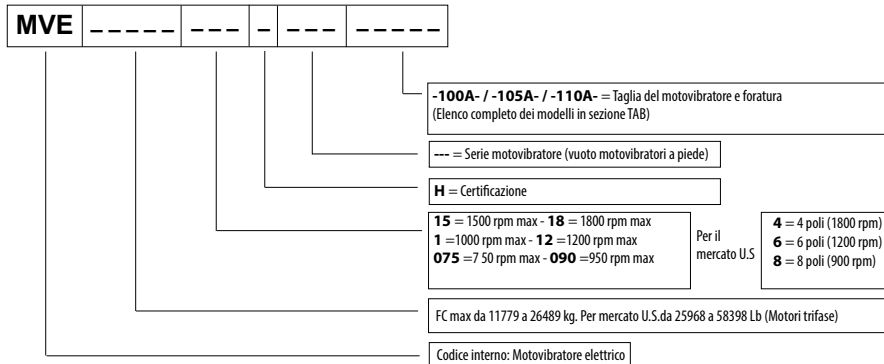 MVE _ _ _ _ _ _ _ _ _ _ _ _ _ _ _ _ _
-100A- / -105A- / -110A- = Taglia del motovibratore e foratura
(Elenco completo dei modelli in sezione TAB)
--- = Serie motovibratore (vuoto motovibratori a piede)
H = Certificazione
15 = 1500 rpm max - 18 = 1800 rpm max
1 =1000 rpm max - 12 =1200 rpm max
075 =7 50 rpm max - 090 =950 rpm max
Per il
mercato U.S
4 = 4 poli (1800 rpm)
6 = 6 poli (1200 rpm)
8 = 8 poli (900 rpm)
FC max da 11779 a 26489 kg. Per mercato U.S.da 25968 a 58398 Lb (Motori trifase)
Codice interno: Motovibratore elettrico